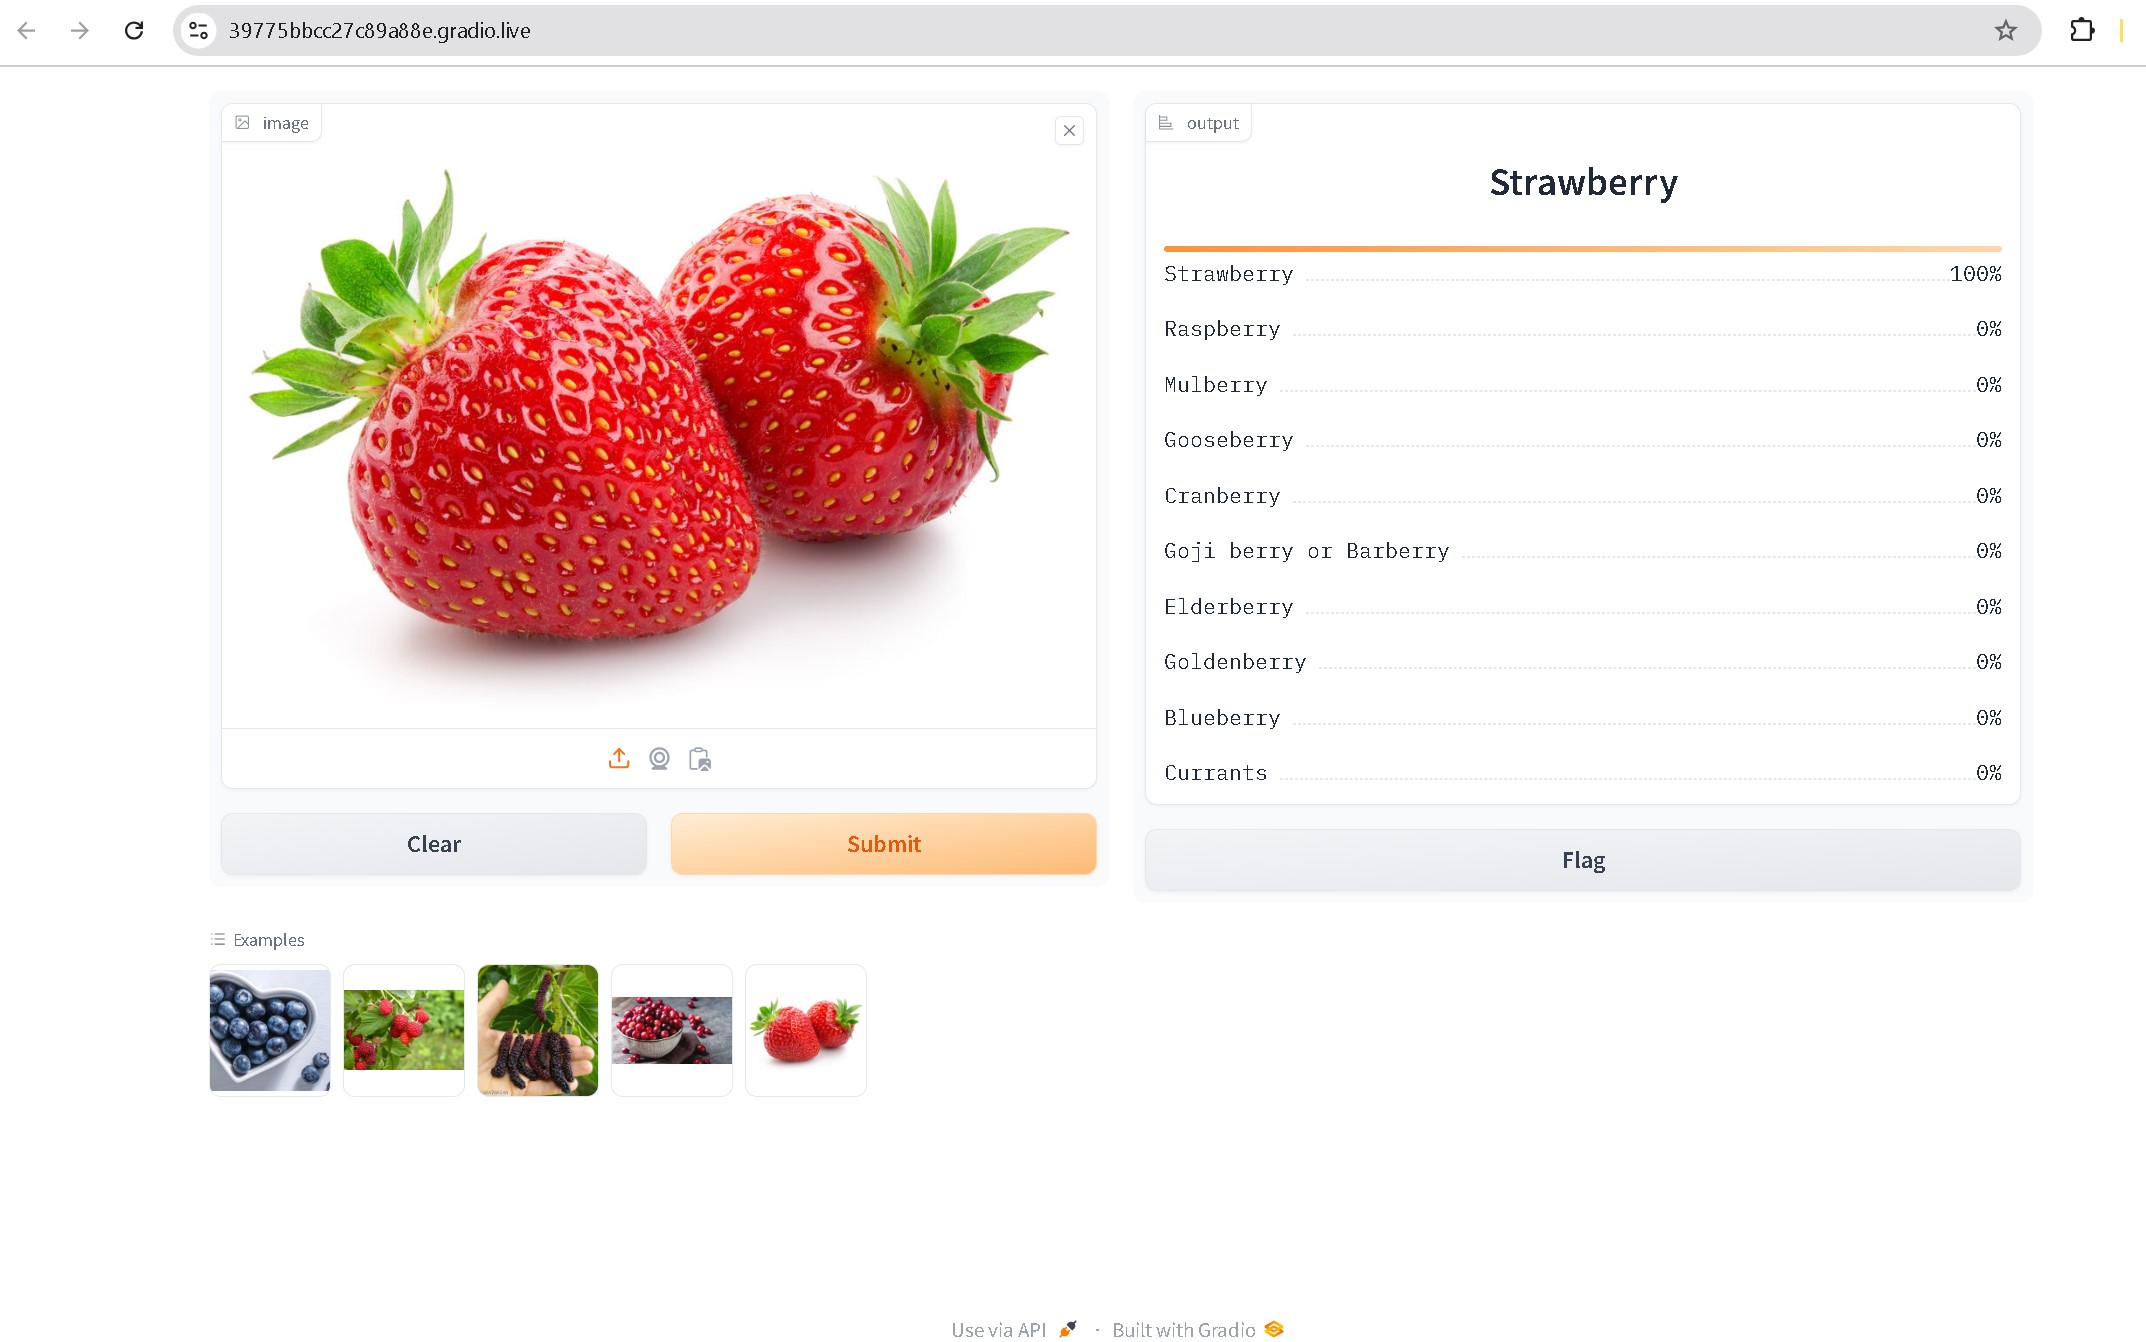 39775bbcc27c89a88e.gradio.live
image
output
Strawberry
Strawberry 100%
Raspberry 0%
Mulberry 0%
Gooseberry 0%
Cranberry 0%
Goji berry or Barberry 0%
Elderberry 0%
Goldenberry 0%
Blueberry 0%
Currants 0%
Clear
Submit
Flag
Examples
Use via API · Built with Gradio